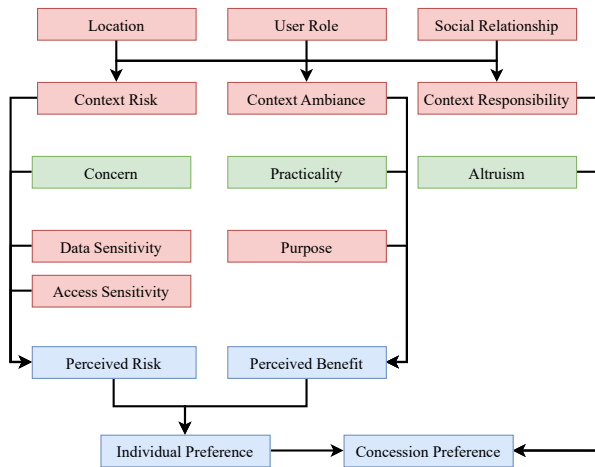 Location
User Role
Social Relationship
Context Risk
Context Ambiance
Context Responsibility
Concern
Practicality
Altruism
Data Sensitivity
Purpose
Access Sensitivity
Perceived Risk
Perceived Benefit
Individual Preference
Concession Preference